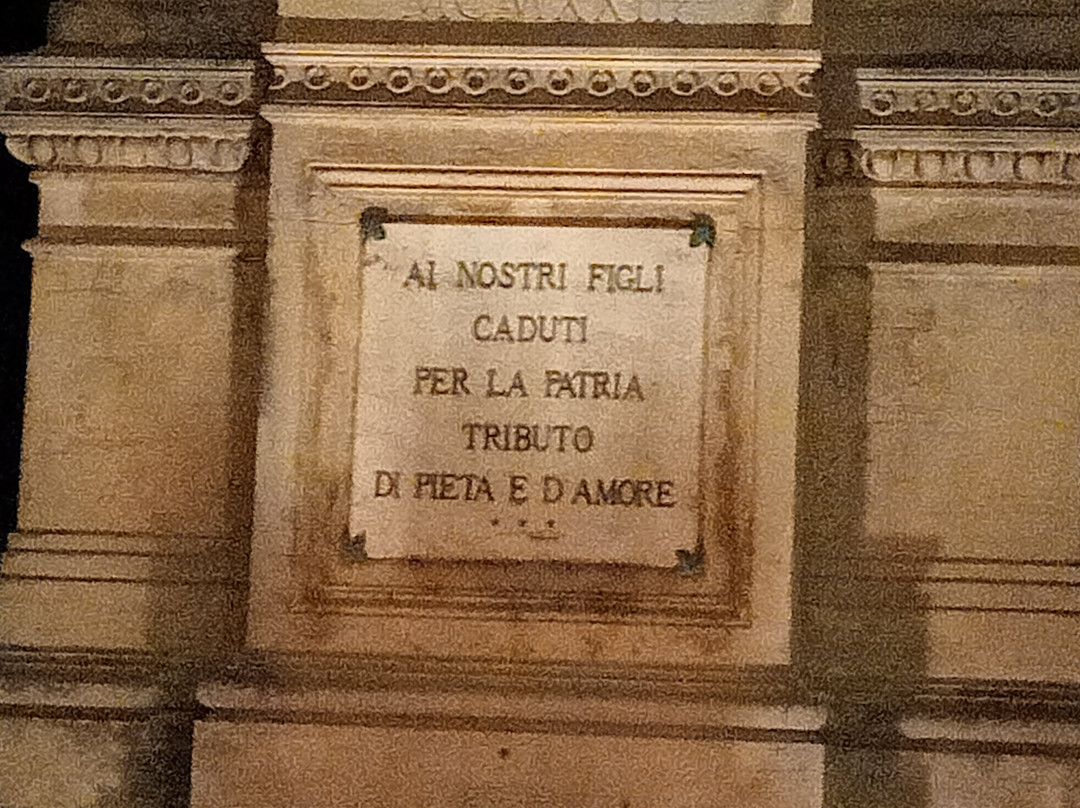 AI NOSTRI FIGLI
CADUTI
PER LA PATRIA
TRIBUTO
DI PIETA E D'AMORE
* * *